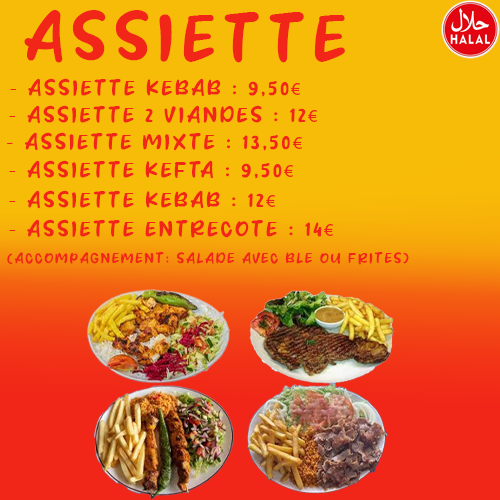 ASSIETTE
حلال
HALAL
- ASSIETTE KEBAB : 9,50€
- ASSIETTE 2 VIANDES : 12€
- ASSIETTE MIXTE : 13,50€
- ASSIETTE KEFTA : 9,50€
- ASSIETTE KEBAB : 12€
- ASSIETTE ENTRECOTE : 14€
(ACCOMPAGNEMENT: SALADE AVEC BLE OU FRITES)